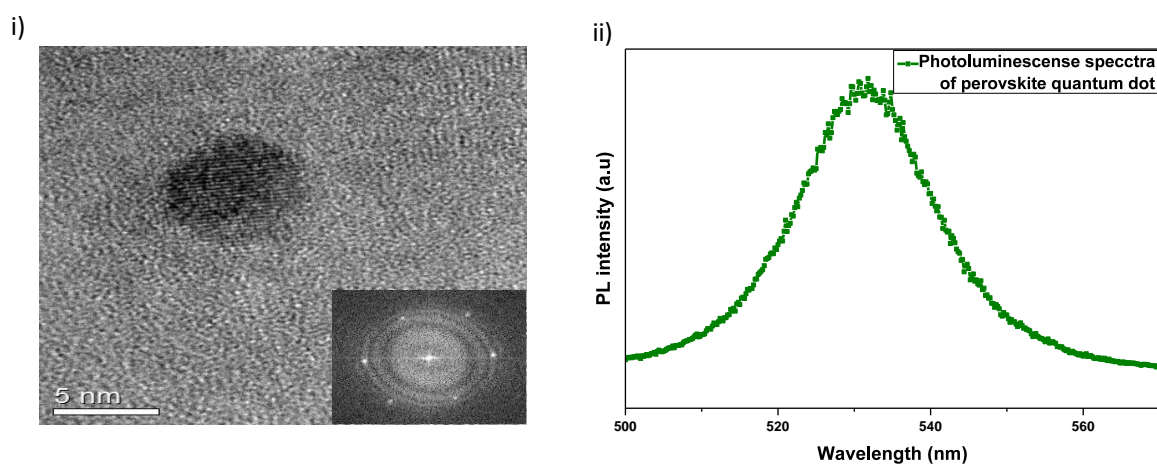 i)
5 nm
ii)
Photoluminescense specctra
of perovskite quantum dot
PL intensity (a.u)
500
520
540
560
Wavelength (nm)